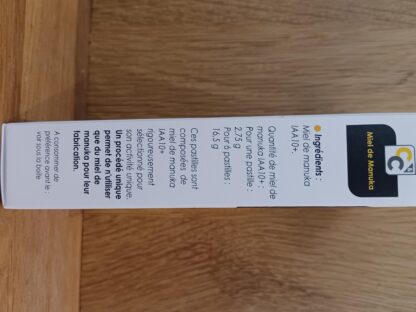 Miel de Manuka
Ingrédients :
Miel de manuka
IAA10+
Quantité de miel de
manuka IAA10+ :
Pour une pastille :
2,75 g
Pour 6 pastilles :
16,5 g
Ces pastilles sont
composées de
miel de manuka
IAA10+
rigoureusement
sélectionné pour
son activité unique.
Un procédé unique
permet de n'utiliser
que du miel de
manuka pour leur
fabrication.
A consommer de
préférence avant le :
voir sous la boîte